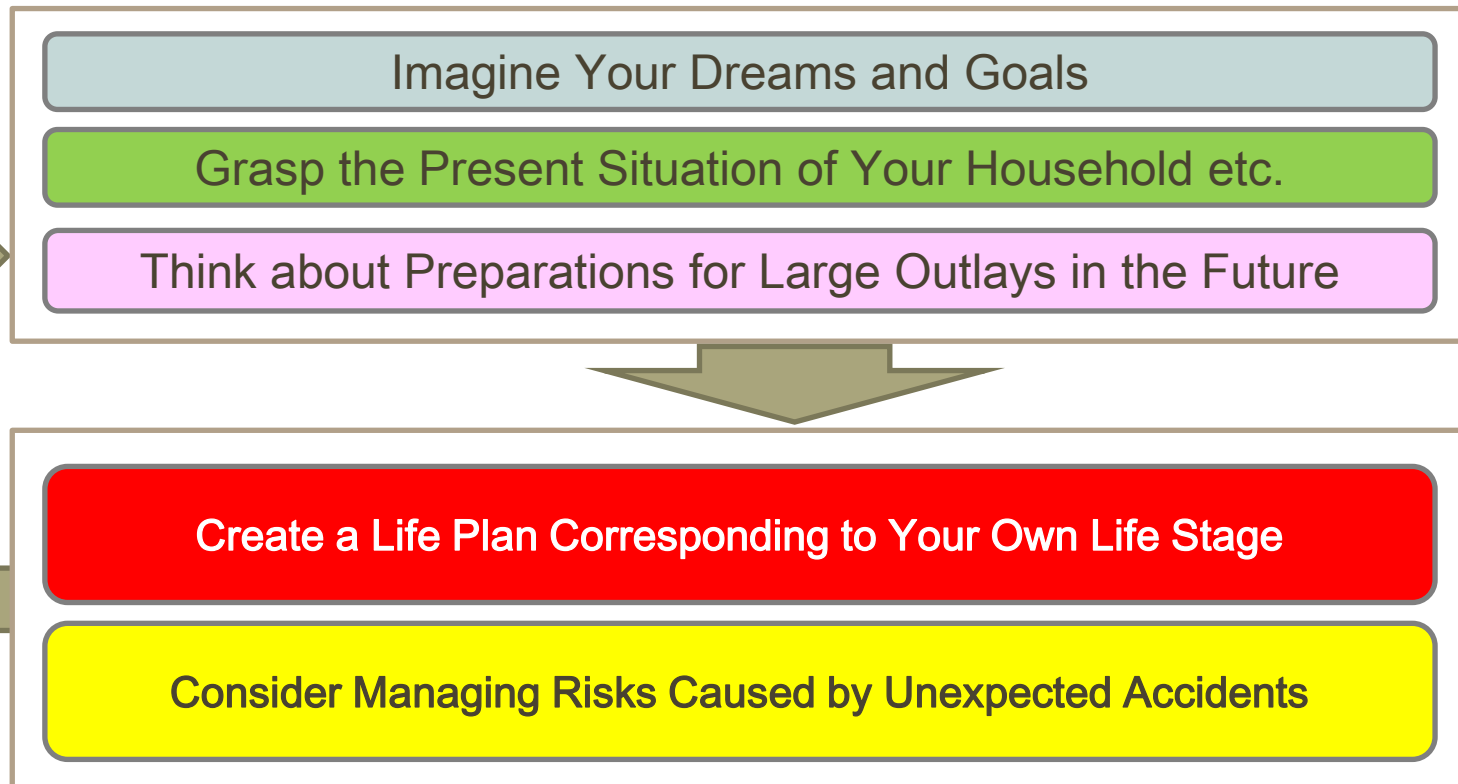 Imagine Your Dreams and Goals
Grasp the Present Situation of Your Household etc.
Think about Preparations for Large Outlays in the Future
Create a Life Plan Corresponding to Your Own Life Stage
Consider Managing Risks Caused by Unexpected Accidents